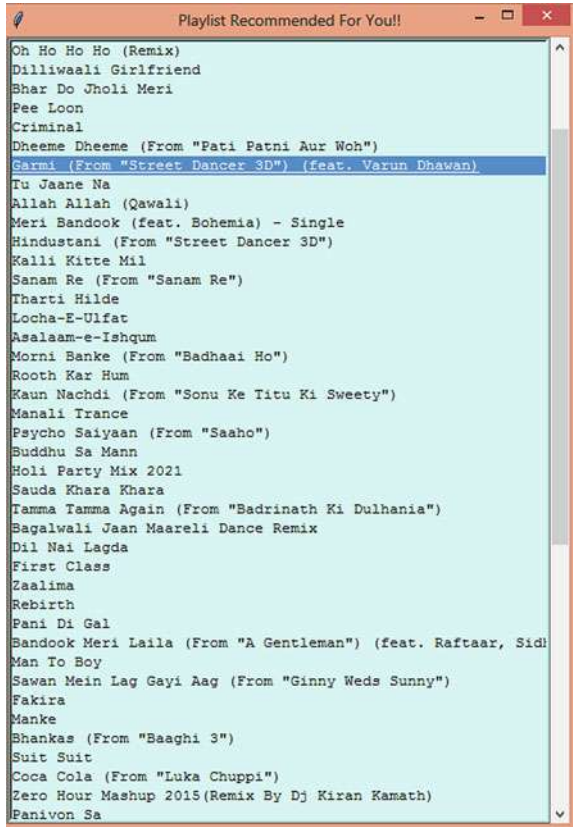 Playlist Recommended For You!!
Oh Ho Ho Ho (Remix)
Dilliwaali Girlfriend
Bhar Do Jholi Meri
Pee Loon
Criminal
Dheeme Dheeme (From "Pati Patni Aur Woh")
Garmi (From "Street Dancer 3D") (feat. Varun Dhawan)
Tu Jaane Na
Allah Allah (Qawali)
Meri Bandook (feat. Bohemia) - Single
Hindustani (From "Street Dancer 3D")
Kalli Kitte Mil
Sanam Re (From "Sanam Re")
Tharti Hilde
Locha-E-Ulfat
Asalaam-e-Ishqum
Morni Banke (From "Badhaai Ho")
Rooth Kar Hum
Kaun Nachdi (From "Sonu Ke Titu Ki Sweety")
Manali Trance
Psycho Saiyaan (From "Saaho")
Buddhu Sa Mann
Holi Party Mix 2021
Sauda Khara Khara
Tamma Tamma Again (From "Badrinath Ki Dulhania")
Bagalwali Jaan Maareli Dance Remix
Dil Nai Lagda
First Class
Zaalima
Rebirth
Pani Di Gal
Bandook Meri Laila (From "A Gentleman") (feat. Raftaar, Sid
Man To Boy
Sawan Mein Lag Gayi Aag (From "Ginny Weds Sunny")
Fakira
Manke
Bhankas (From "Baaghi 3")
Suit Suit
Coca Cola (From "Luka Chuppi")
Zero Hour Mashup 2015(Remix By Dj Kiran Kamath)
Panivon Sa